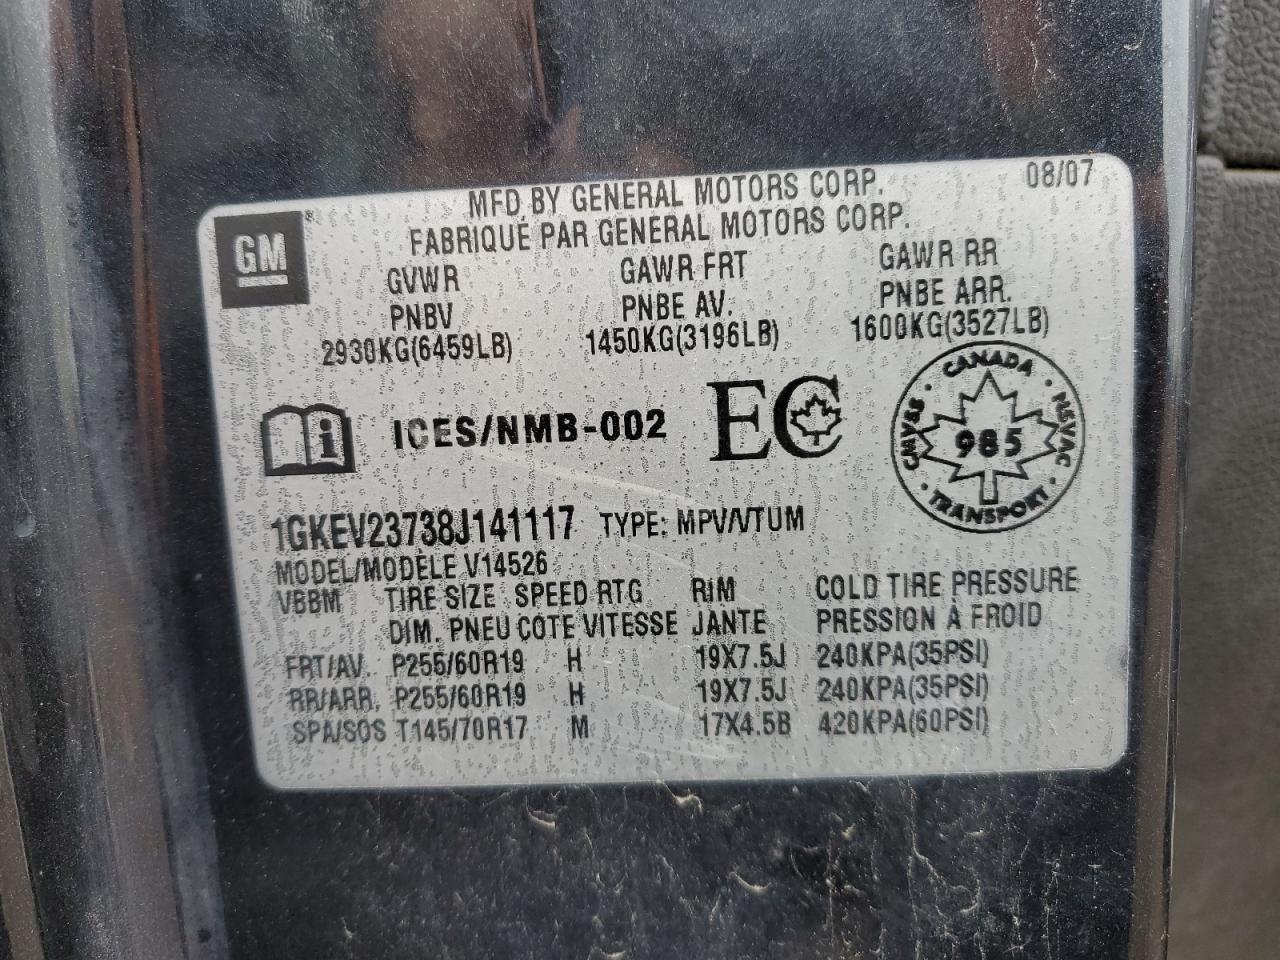 MFD BY GENERAL MOTORS CORP. 08/07
FABRIQUÉ PAR GENERAL MOTORS CORP.
GM
GVWR GAWR FRT GAWR RR
PNBV PNBE AV. PNBE ARR.
2930KG(6459LB) 1450KG(3196LB) 1600KG(3527LB)
i ICES/NMB-002 EC
CANADA
CMVSS 985 NSVAC
TRANSPORT
1GKEV23738J141117 TYPE: MPV/VTUM
MODEL/MODÈLE V14526
VBBM TIRE SIZE SPEED RTG RIM COLD TIRE PRESSURE
DIM. PNEU COTE VITESSE JANTE PRESSION À FROID
FRT/AV. P255/60R19 H 19X7.5J 240KPA(35PSI)
RR/ARR. P255/60R19 H 19X7.5J 240KPA(35PSI)
SPA/SOS T145/70R17 M 17X4.5B 420KPA(60PSI)